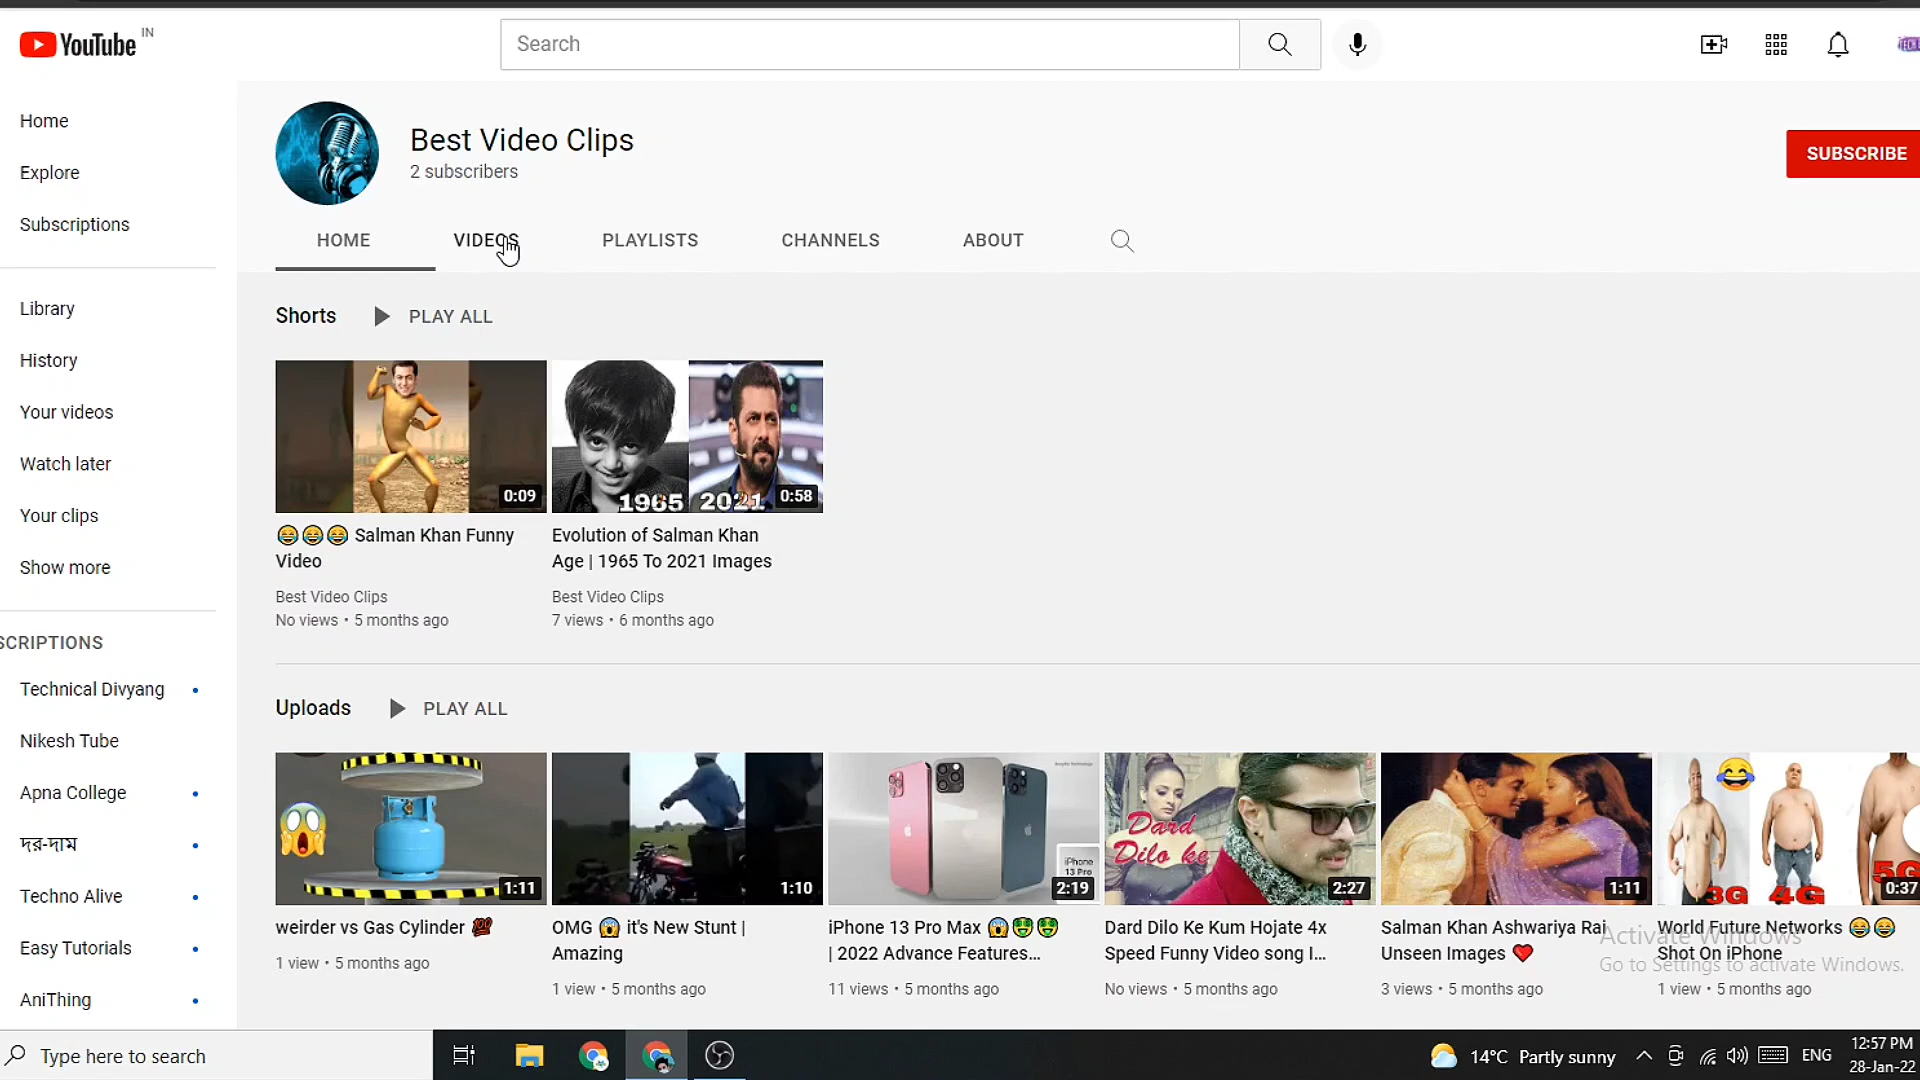 YouTube IN
Search
Home
Explore
Subscriptions
Library
History
Your videos
Watch later
Your clips
Show more
SCRIPTIONS
Technical Divyang
Nikesh Tube
Apna College
দর-দাম
Techno Alive
Easy Tutorials
AniThing
Best Video Clips
2 subscribers
SUBSCRIBE
HOME VIDEOS PLAYLISTS CHANNELS ABOUT
Shorts PLAY ALL
0:09
😂😂😂 Salman Khan Funny
Video
Best Video Clips
No views • 5 months ago
1965 2021 0:58
Evolution of Salman Khan
Age | 1965 To 2021 Images
Best Video Clips
7 views • 6 months ago
Uploads PLAY ALL
1:11
weirder vs Gas Cylinder 💯
1 view • 5 months ago
1:10
OMG 😱 it's New Stunt |
Amazing
1 view • 5 months ago
iPhone
13 Pro
2:19
iPhone 13 Pro Max 😱🤑🤑
| 2022 Advance Features...
11 views • 5 months ago
Dard
Dilo ke
2:27
Dard Dilo Ke Kum Hojate 4x
Speed Funny Video song I...
No views • 5 months ago
1:11
Salman Khan Ashwariya Rai
Unseen Images ❤️
3 views • 5 months ago
3G 4G 5G
0:37
World Future Networks 😂😂
Shot On iPhone
1 view • 5 months ago
Activate Windows
Go to Settings to activate Windows.
Type here to search
14°C Partly sunny
ENG
12:57 PM
28-Jan-22